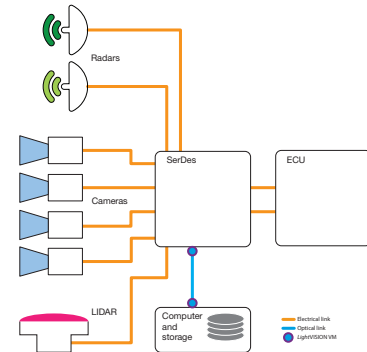 Radars
SerDes
ECU
Cameras
LIDAR
Computer
and
storage
Electrical link
Optical link
LightVISION VM